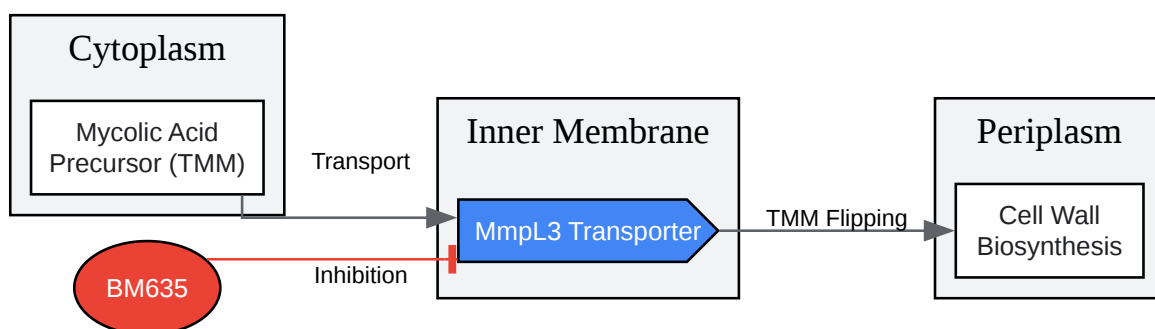 Cytoplasm
Mycolic Acid
Precursor (TMM)
Transport
Inner Membrane
MmpL3 Transporter
TMM Flipping
Periplasm
Cell Wall
Biosynthesis
BM635
Inhibition